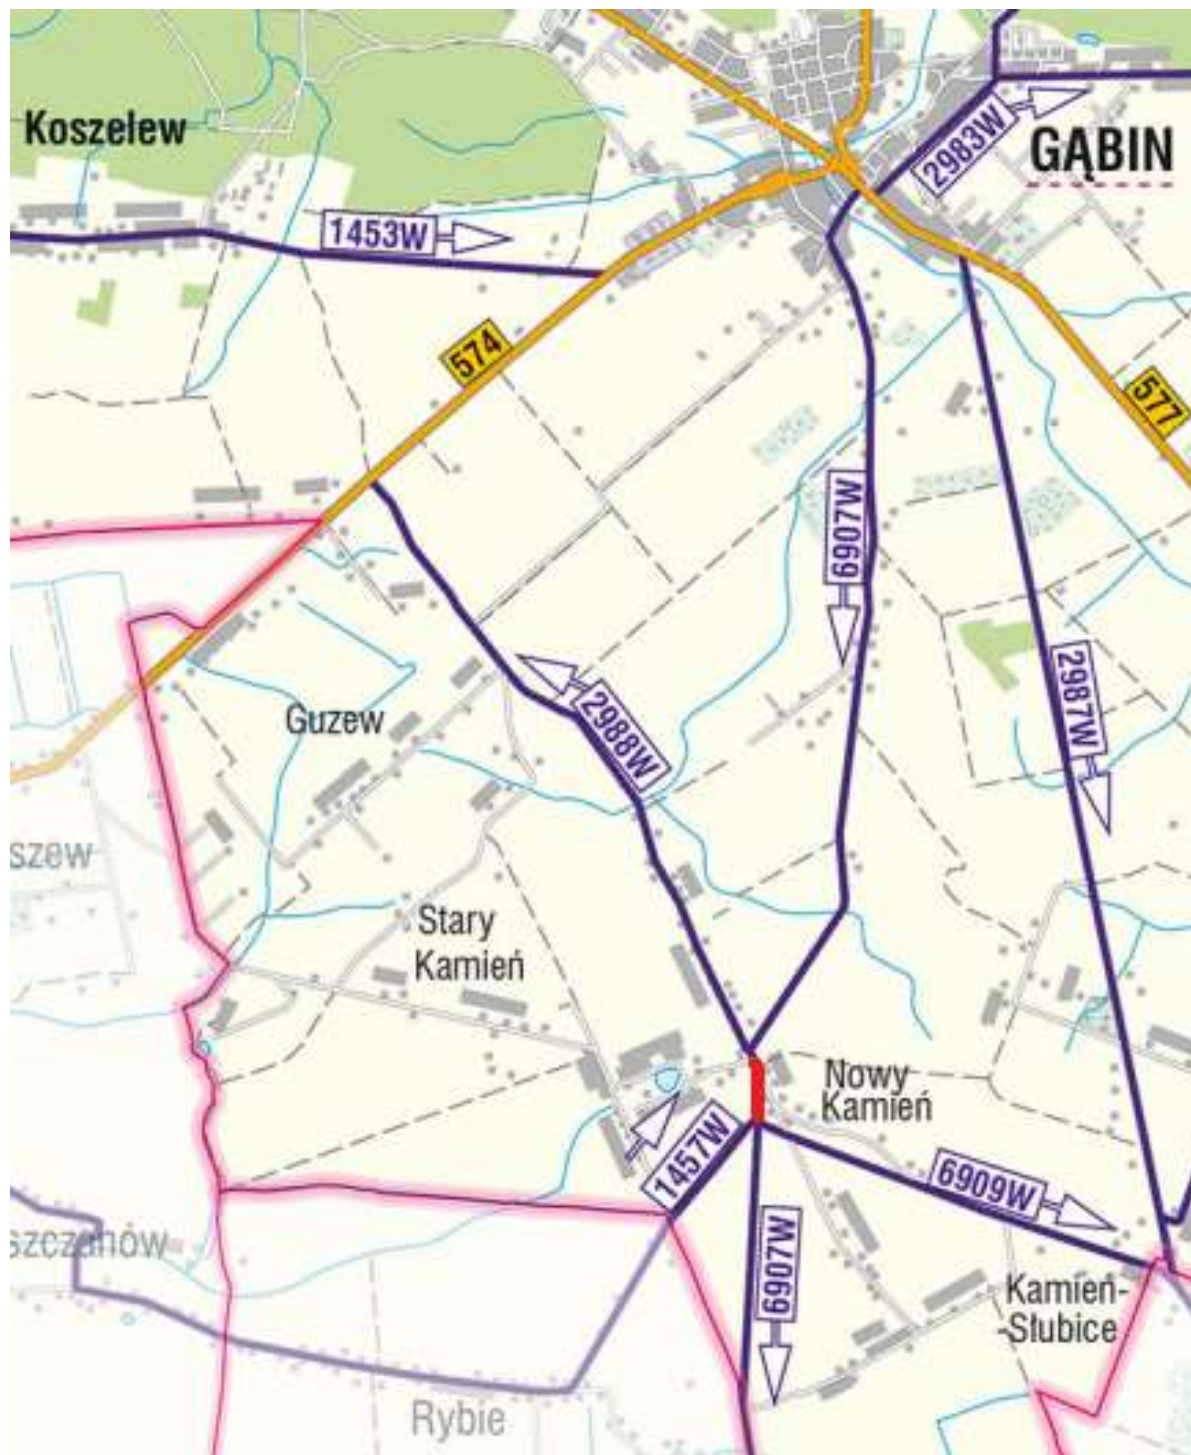 Koszelew
GĄBIN
2983W
1453W
574
577
6907W
2987W
2988W
Guzew
szew
Stary
Kamień
Nowy
Kamień
1457W
6909W
szczanów
6907W
Kamień-
-Słubice
Rybie